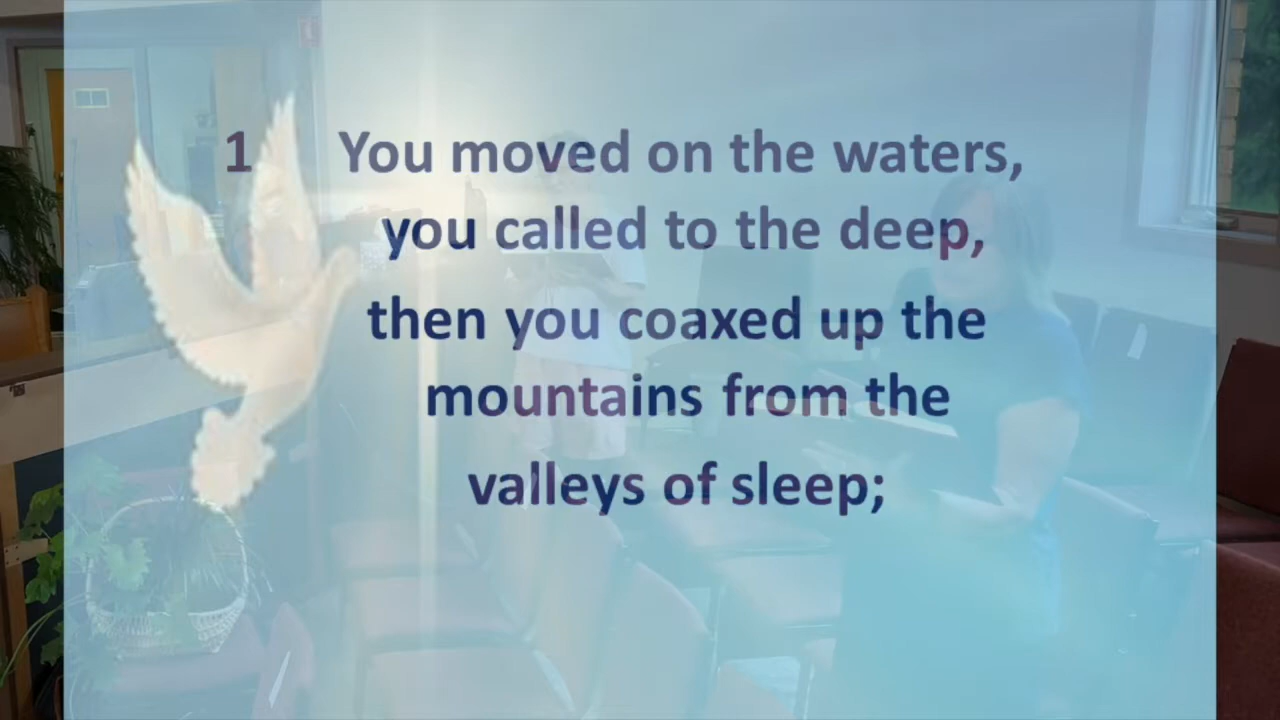 1 You moved on the waters,
you called to the deep,
then you coaxed up the
mountains from the
valleys of sleep;